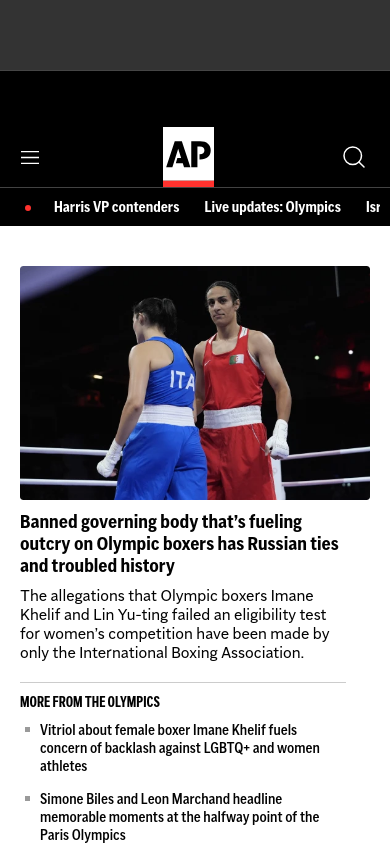 AP
Harris VP contenders Live updates: Olympics Isr
ITA
Banned governing body that’s fueling
outcry on Olympic boxers has Russian ties
and troubled history
The allegations that Olympic boxers Imane
Khelif and Lin Yu-ting failed an eligibility test
for women’s competition have been made by
only the International Boxing Association.
MORE FROM THE OLYMPICS
Vitriol about female boxer Imane Khelif fuels
concern of backlash against LGBTQ+ and women
athletes
Simone Biles and Leon Marchand headline
memorable moments at the halfway point of the
Paris Olympics